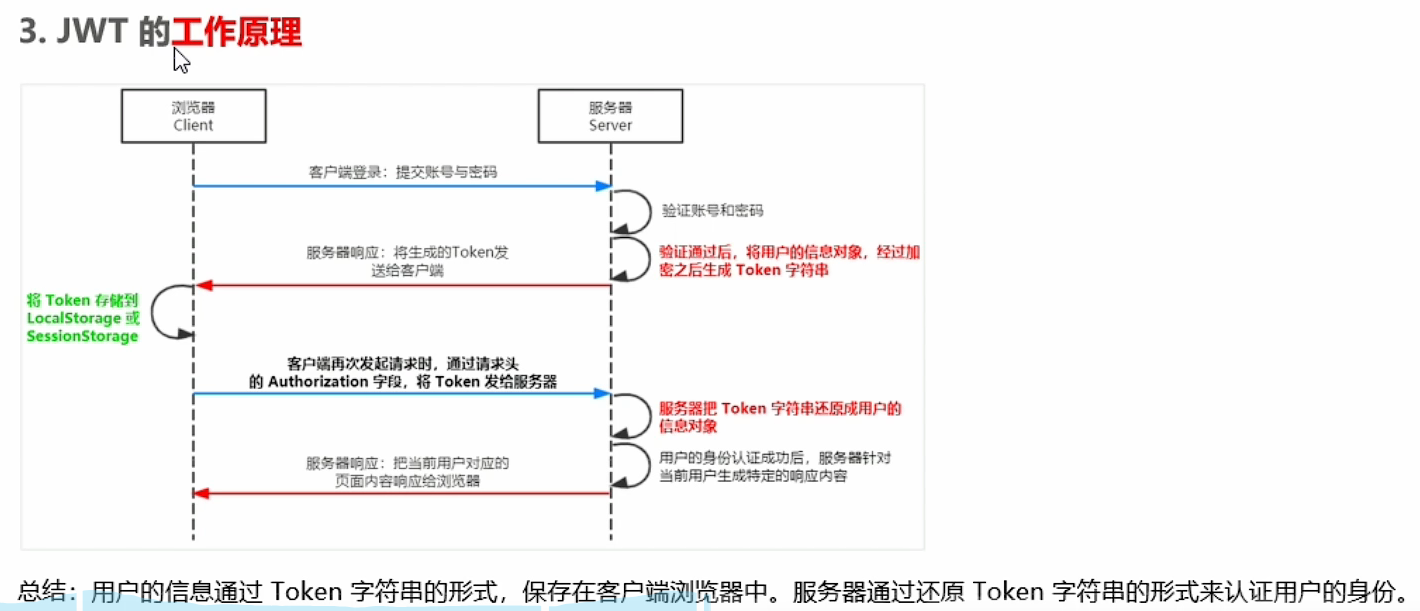 3. JWT 的工作原理
浏览器
Client
服务器
Server
客户端登录：提交账号与密码
验证账号和密码
验证通过后，将用户的信息对象，经过加
密之后生成 Token 字符串
服务器响应：将生成的Token发
送给客户端
将 Token 存储到
LocalStorage 或
SessionStorage
客户端再次发起请求时，通过请求头
的 Authorization 字段，将 Token 发给服务器
服务器把 Token 字符串还原成用户的
信息对象
用户的身份认证成功后，服务器针对
当前用户生成特定的响应内容
服务器响应：把当前用户对应的
页面内容响应给浏览器
总结：用户的信息通过 Token 字符串的形式，保存在客户端浏览器中。服务器通过还原 Token 字符串的形式来认证用户的身份。